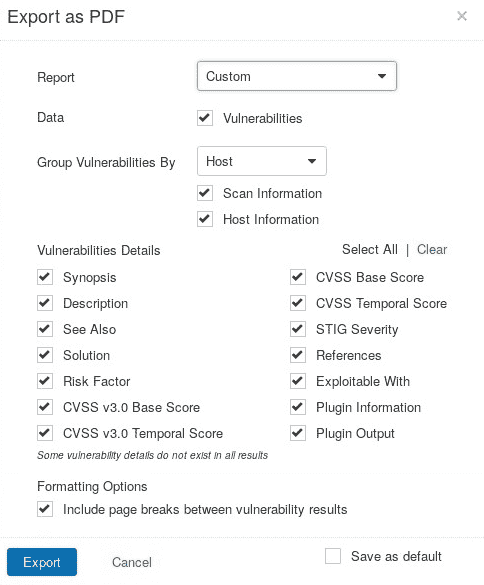 Export as PDF ×
Report Custom
Data Vulnerabilities
Group Vulnerabilities By Host
Scan Information
Host Information
Vulnerabilities Details Select All | Clear
Synopsis CVSS Base Score
Description CVSS Temporal Score
See Also STIG Severity
Solution References
Risk Factor Exploitable With
CVSS v3.0 Base Score Plugin Information
CVSS v3.0 Temporal Score Plugin Output
Some vulnerability details do not exist in all results
Formatting Options
Include page breaks between vulnerability results
Export Cancel Save as default